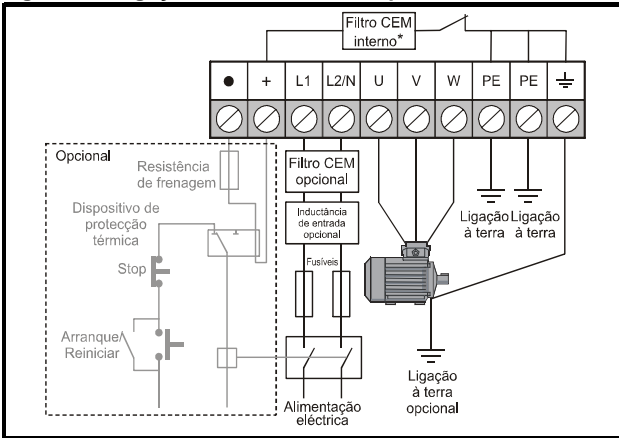 Filtro CEM
interno*
● + L1 L2/N U V W PE PE
Opcional
Resistência
de frenagem
Dispositivo de
protecção
térmica
Stop
Arranque/
Reiniciar
Filtro CEM
opcional
Inductância
de entrada
opcional
Fusíveis
Alimentação
eléctrica
Ligação
à terra
Ligação
à terra
Ligação
à terra
opcional